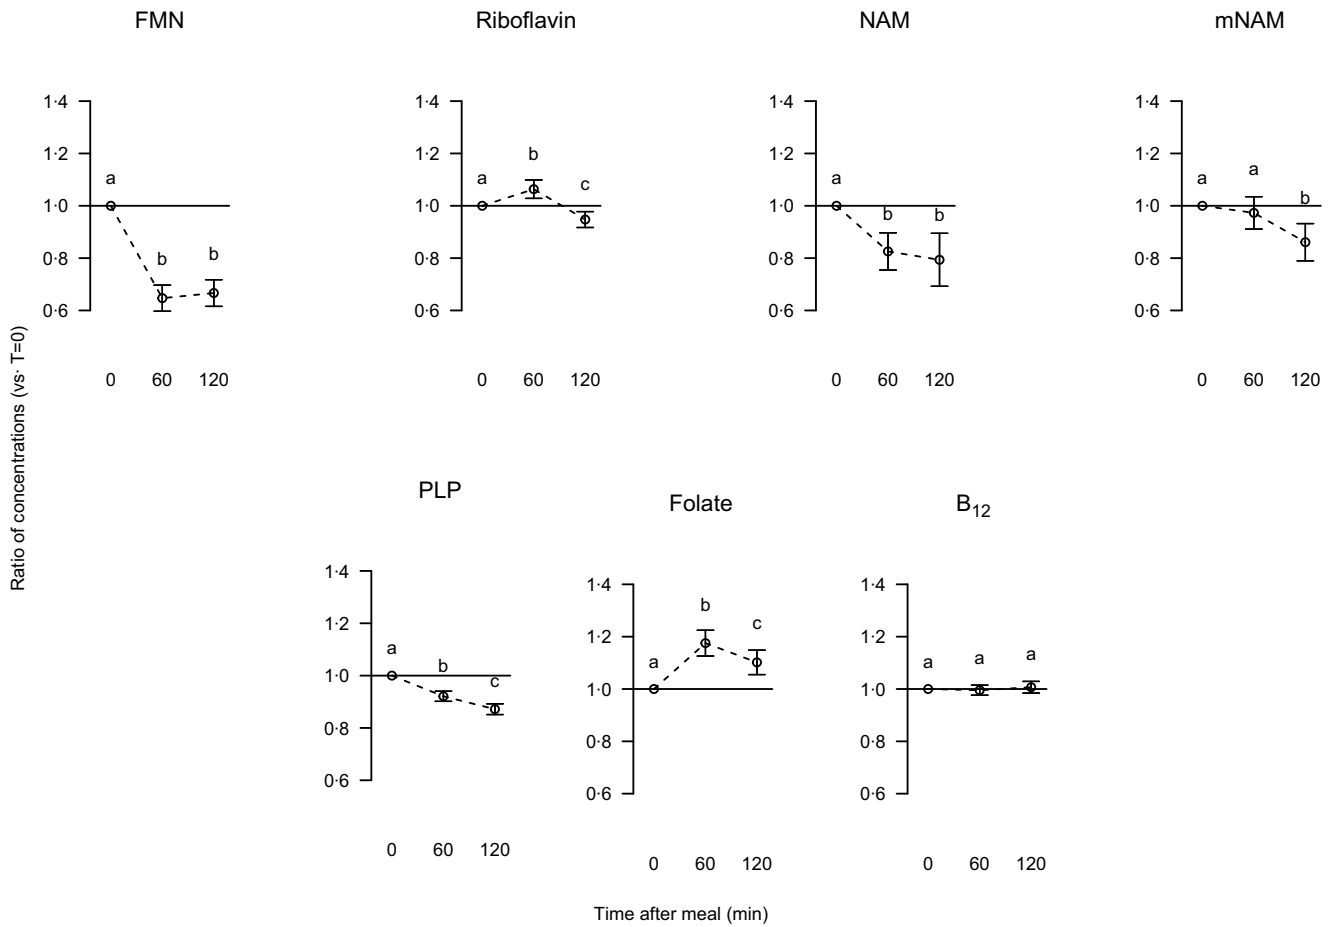 FMN
Riboflavin
NAM
mNAM
1·4
1·2
1·0
0·8
0·6
a
b
b
0 60 120
1·4
1·2
1·0
0·8
0·6
a
b
c
0 60 120
1·4
1·2
1·0
0·8
0·6
a
b
b
0 60 120
1·4
1·2
1·0
0·8
0·6
a
a
b
0 60 120
Ratio of concentrations (vs· T=0)
PLP
1·4
1·2
1·0
0·8
0·6
a
b
c
0 60 120
Folate
1·4
1·2
1·0
0·8
0·6
a
b
c
0 60 120
B₁₂
1·4
1·2
1·0
0·8
0·6
a
a
a
0 60 120
Time after meal (min)